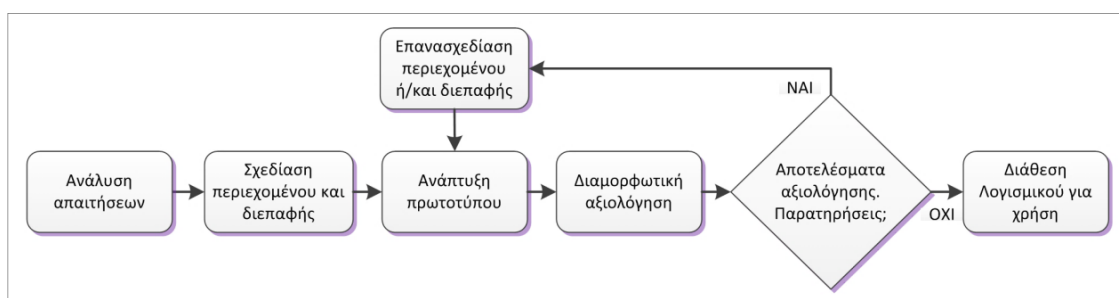 Επανασχεδίαση
περιεχομένου
ή/και διεπαφής
ΝΑΙ
Ανάλυση
απαιτήσεων
Σχεδίαση
περιεχομένου και
διεπαφής
Ανάπτυξη
πρωτοτύπου
Διαμορφωτική
αξιολόγηση
Αποτελέσματα
αξιολόγησης.
Παρατηρήσεις;
ΟΧΙ
Διάθεση
Λογισμικού για
χρήση